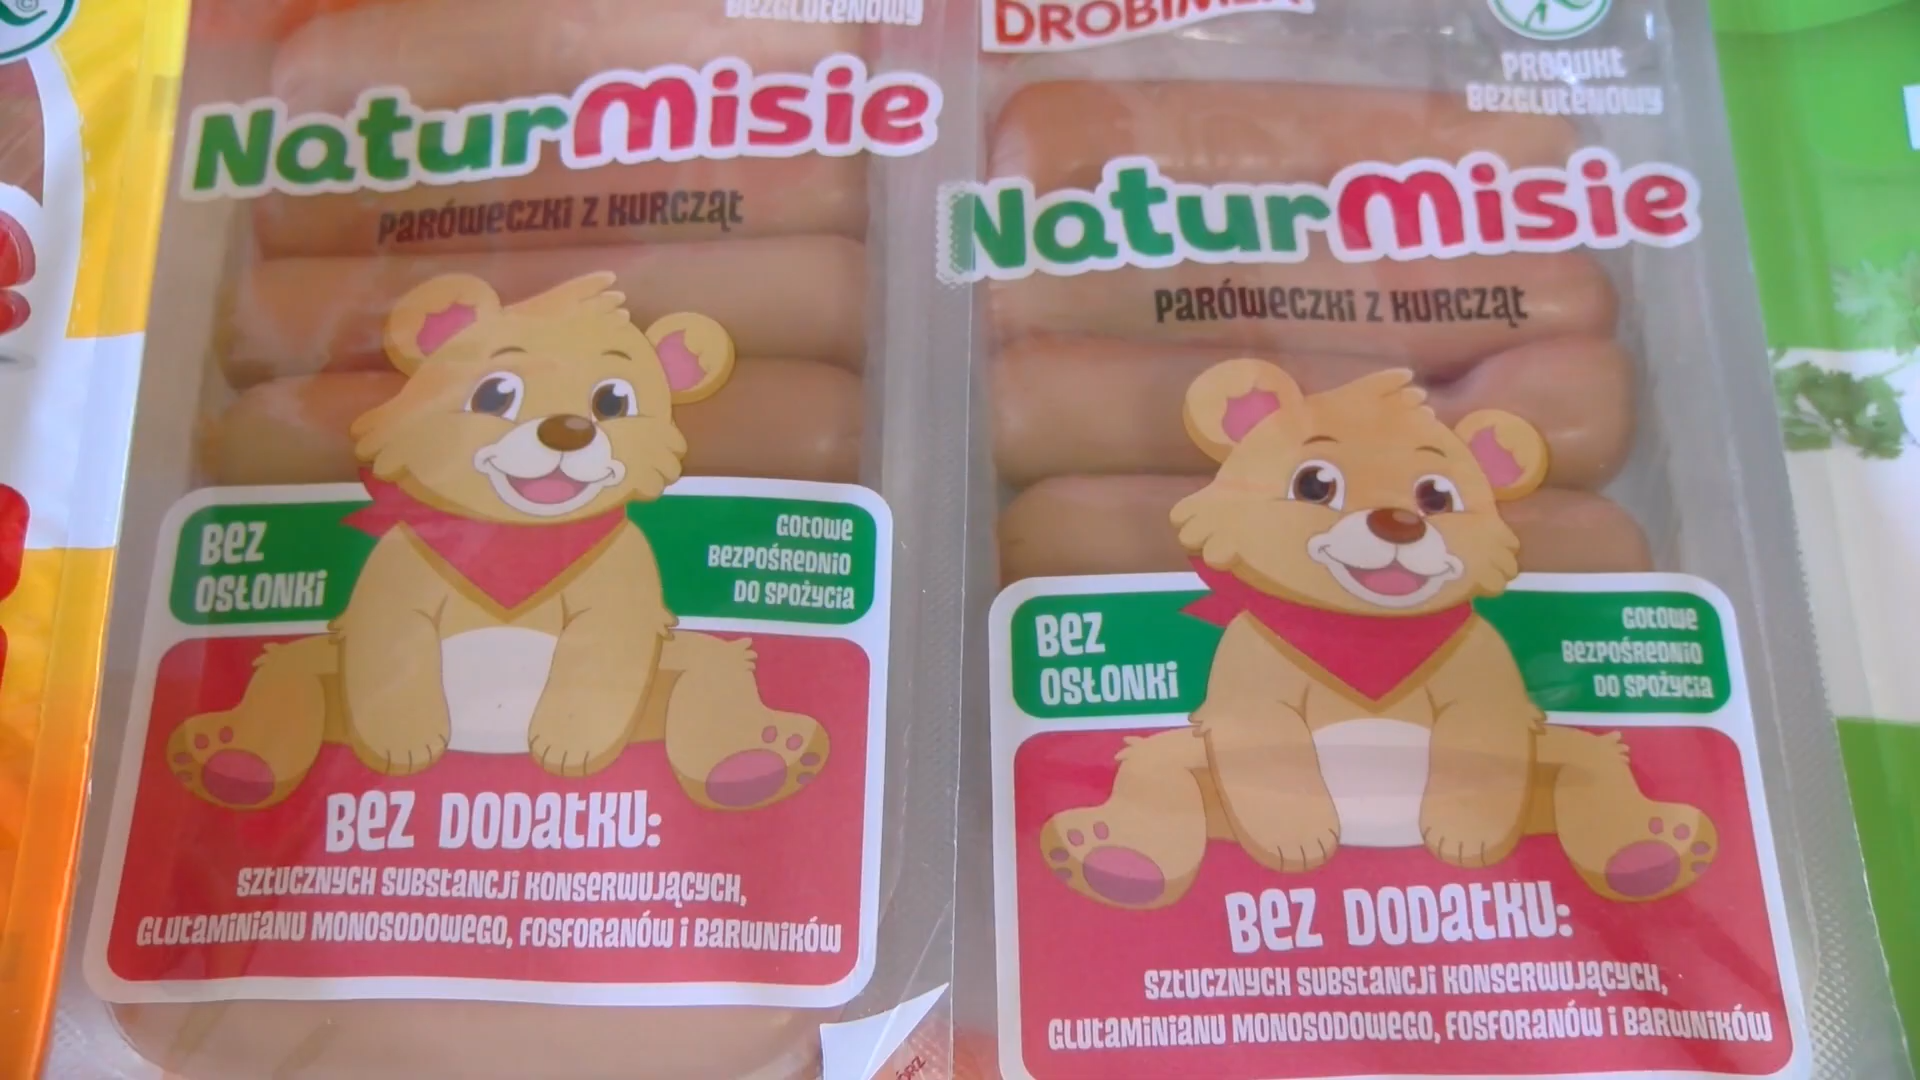 BEZGLUTENOWY
NaturMisie
PARÓWECZKI Z KURCZĄT
BEZ
OSŁONKI
GOTOWE
BEZPOŚREDNIO
DO SPOŻYCIA
BEZ DODATKU:
SZTUCZNYCH SUBSTANCJI KONSERWUJĄCYCH,
GLUTAMINIANU MONOSODOWEGO, FOSFORANÓW I BARWNIKÓW
PRODUKT
BEZGLUTENOWY
NaturMisie
PARÓWECZKI Z KURCZĄT
BEZ
OSŁONKI
GOTOWE
BEZPOŚREDNIO
DO SPOŻYCIA
BEZ DODATKU:
SZTUCZNYCH SUBSTANCJI KONSERWUJĄCYCH,
GLUTAMINIANU MONOSODOWEGO, FOSFORANÓW I BARWNIKÓW